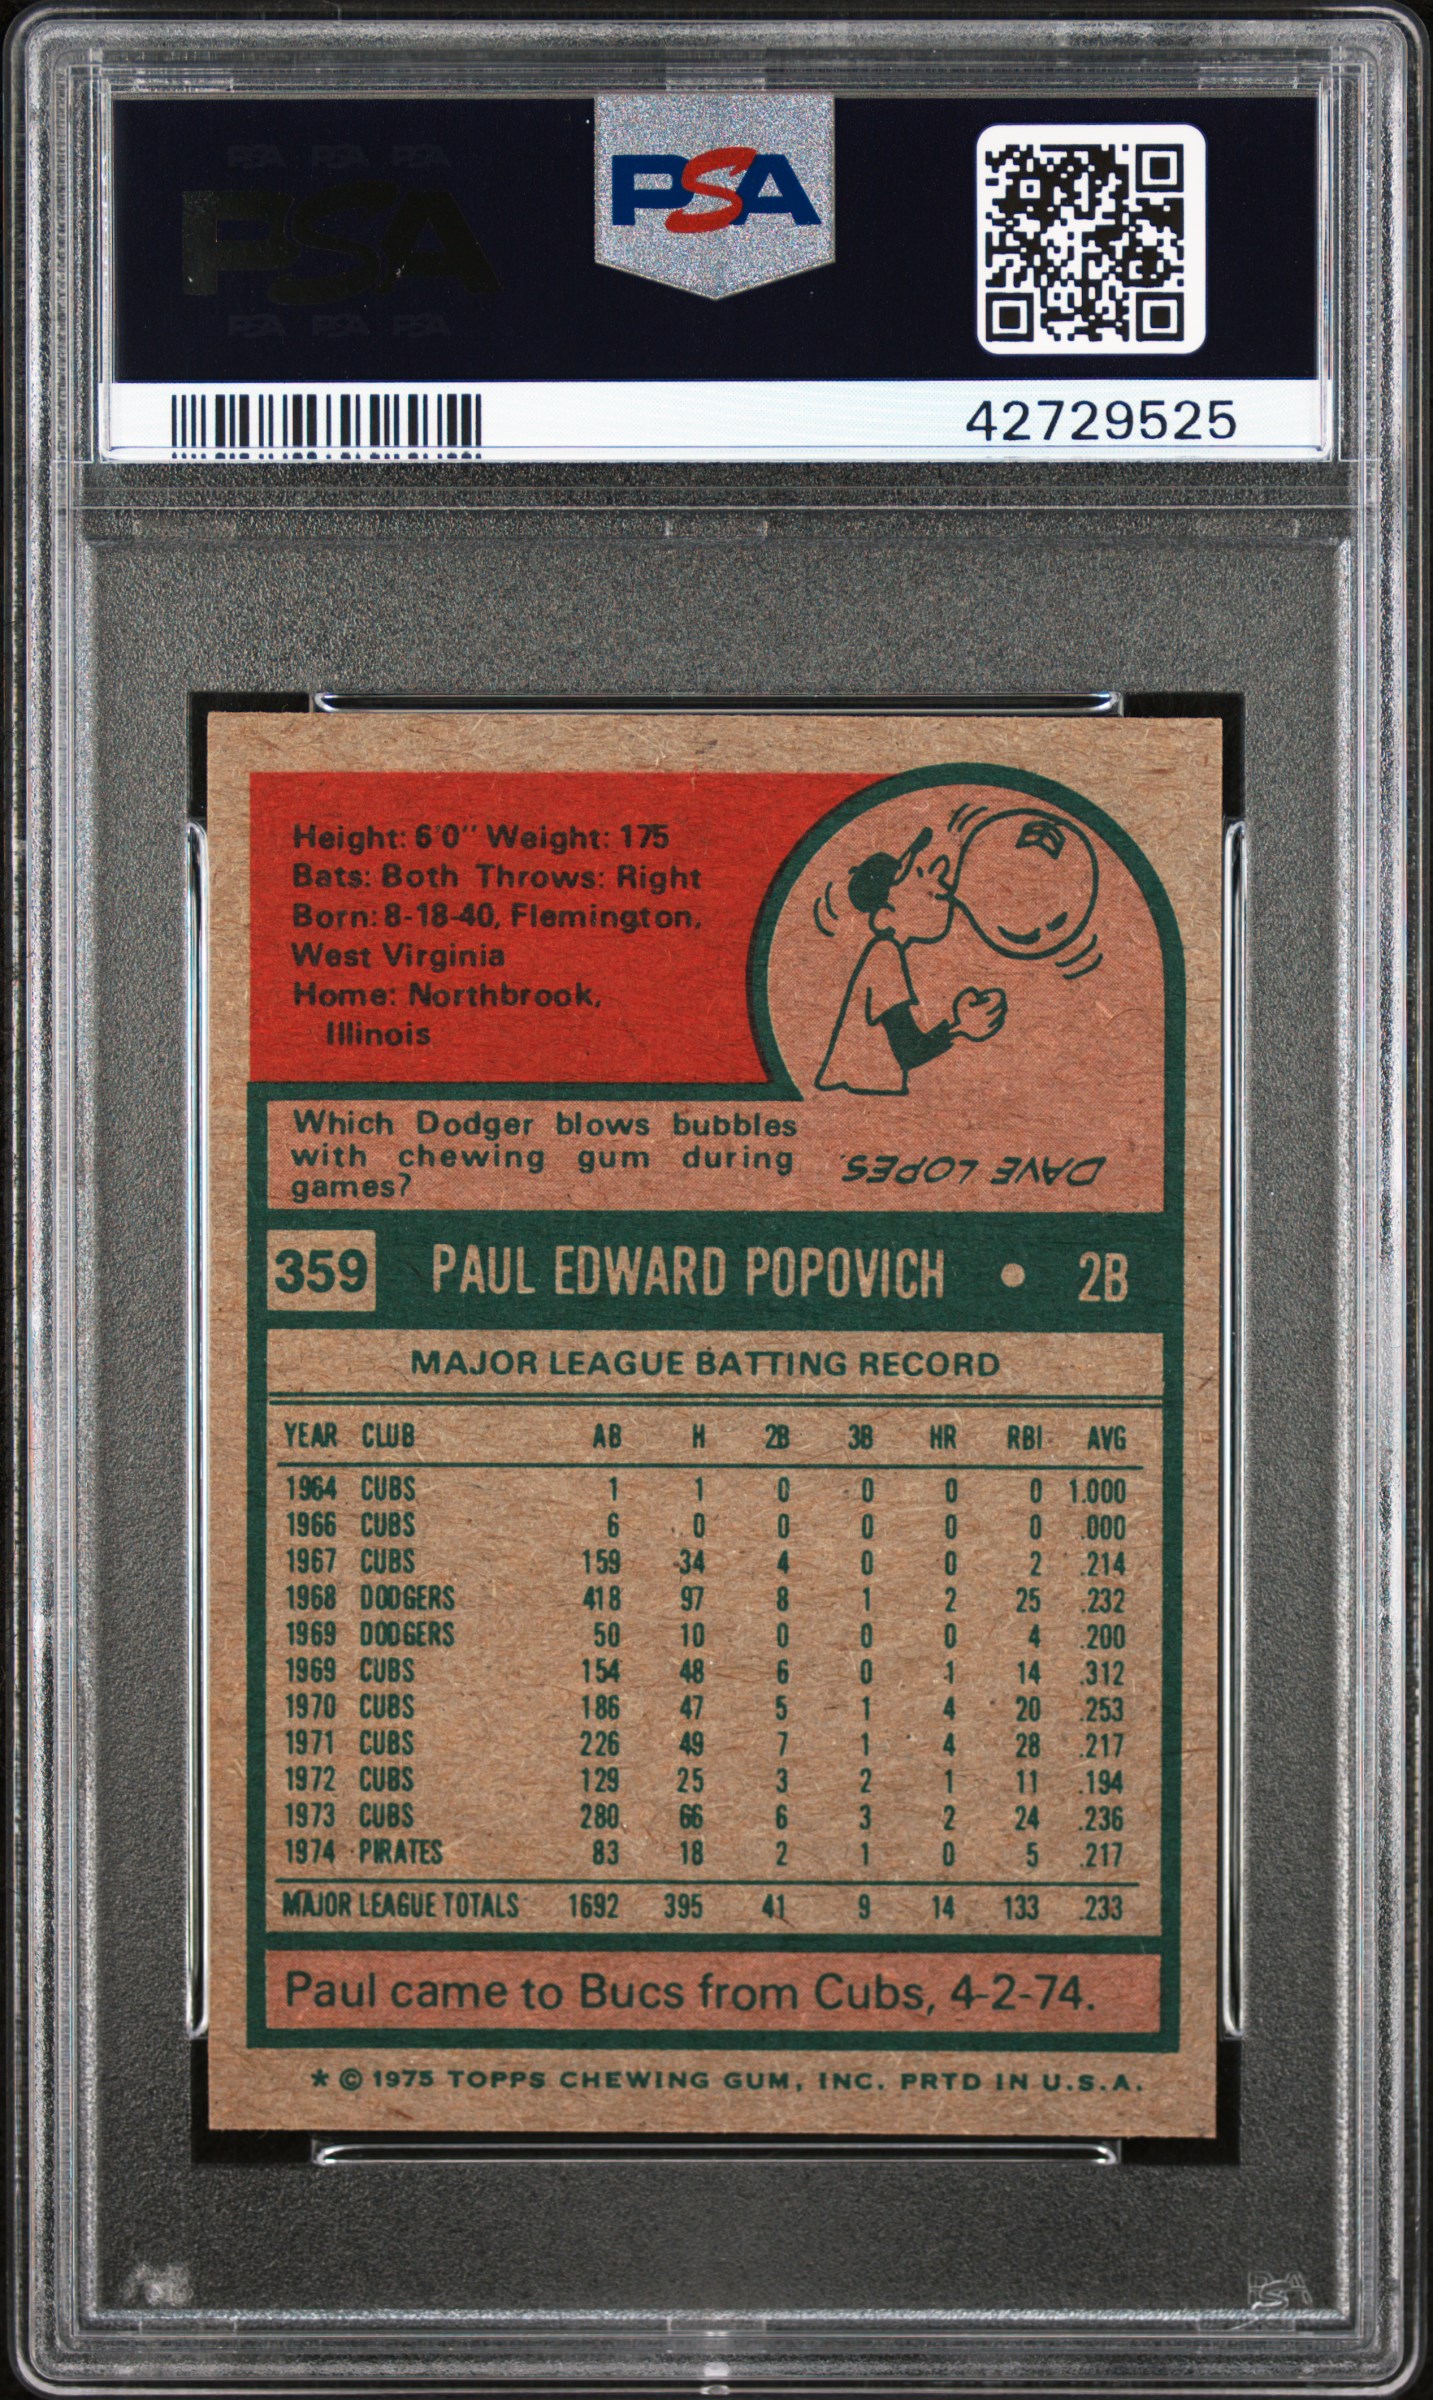 PSA PSA PSA
PSA
PSA PSA PSA
PSA
42729525
Height: 6'0" Weight: 175
Bats: Both Throws: Right
Born: 8-18-40, Flemington,
West Virginia
Home: Northbrook,
Illinois
Which Dodger blows bubbles
with chewing gum during
games?
DAVE LOPES.
359 PAUL EDWARD POPOVICH • 2B
MAJOR LEAGUE BATTING RECORD
YEAR CLUB AB H 2B 3B HR RBI AVG
1964 CUBS 1 1 0 0 0 0 1.000
1966 CUBS 6 0 0 0 0 0 .000
1967 CUBS 159 34 4 0 0 2 .214
1968 DODGERS 418 97 8 1 2 25 .232
1969 DODGERS 50 10 0 0 0 4 .200
1969 CUBS 154 48 6 0 1 14 .312
1970 CUBS 186 47 5 1 4 20 .253
1971 CUBS 226 49 7 1 4 28 .217
1972 CUBS 129 25 3 2 1 11 .194
1973 CUBS 280 66 6 3 2 24 .236
1974 PIRATES 83 18 2 1 0 5 .217
MAJOR LEAGUE TOTALS 1692 395 41 9 14 133 .233
Paul came to Bucs from Cubs, 4-2-74.
* © 1975 TOPPS CHEWING GUM, INC. PRTD IN U.S.A.
PSA